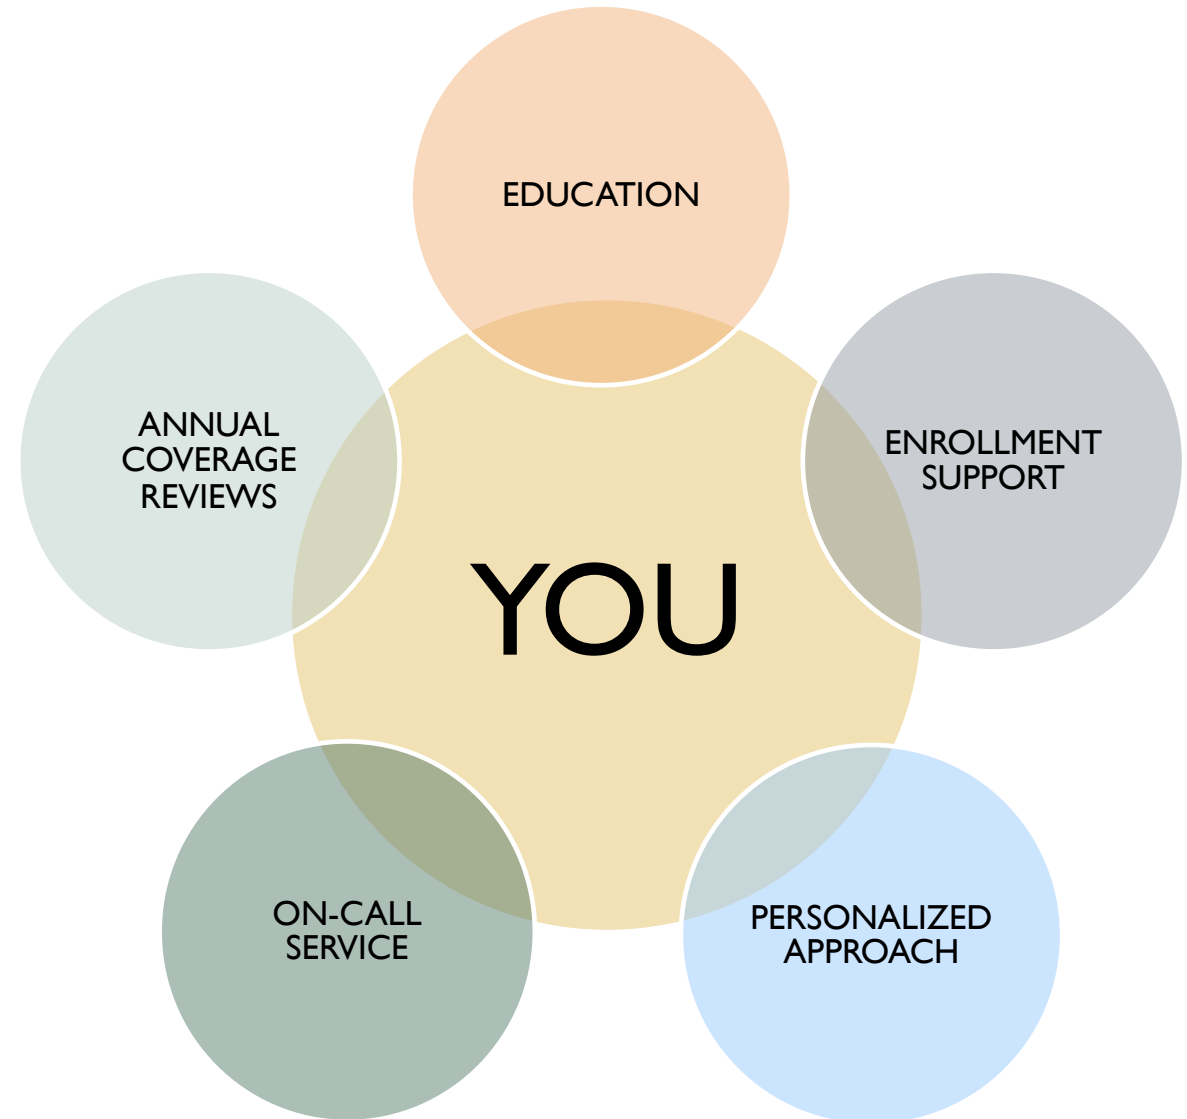 EDUCATION
ANNUAL
COVERAGE
REVIEWS
ENROLLMENT
SUPPORT
YOU
ON-CALL
SERVICE
PERSONALIZED
APPROACH